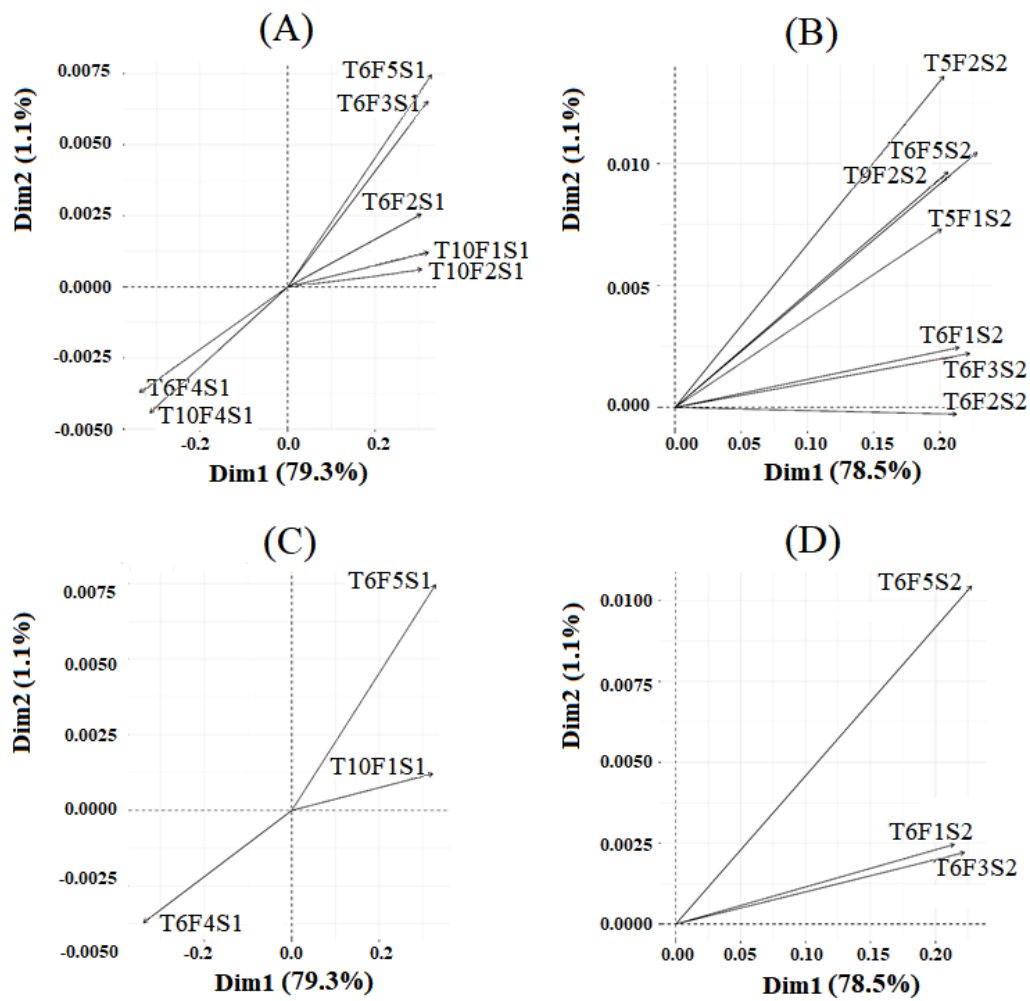 (A)
0.0075
0.0050
0.0025
0.0000
-0.0025
-0.0050
Dim2 (1.1%)
T6F5S1
T6F3S1
T6F2S1
T10F1S1
T10F2S1
T6F4S1
T10F4S1
-0.2
0.0
0.2
Dim1 (79.3%)
(B)
0.010
0.005
0.000
Dim2 (1.1%)
T5F2S2
T6F5S2
T9F2S2
T5F1S2
T6F1S2
T6F3S2
T6F2S2
0.00
0.05
0.10
0.15
0.20
Dim1 (78.5%)
(C)
0.0075
0.0050
0.0025
0.0000
-0.0025
-0.0050
Dim2 (1.1%)
T6F5S1
T10F1S1
T6F4S1
-0.2
0.0
0.2
Dim1 (79.3%)
(D)
0.0100
0.0075
0.0050
0.0025
0.0000
Dim2 (1.1%)
T6F5S2
T6F1S2
T6F3S2
0.00
0.05
0.10
0.15
0.20
Dim1 (78.5%)